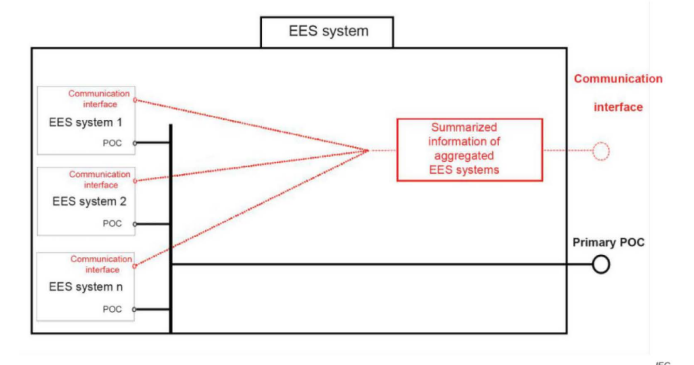 EES system
Communication
interface
EES system 1
POC
Communication
interface
EES system 2
POC
Communication
interface
EES system n
POC
Summarized
information of
aggregated
EES systems
Communication
interface
Primary POC